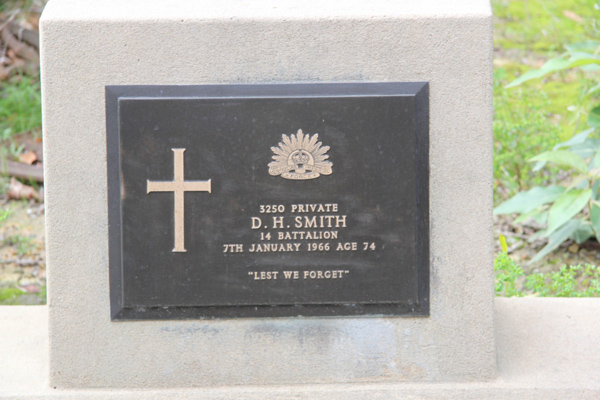 3250 PRIVATE
D. H. SMITH
14 BATTALION
7TH JANUARY 1966 AGE 74
"LEST WE FORGET"